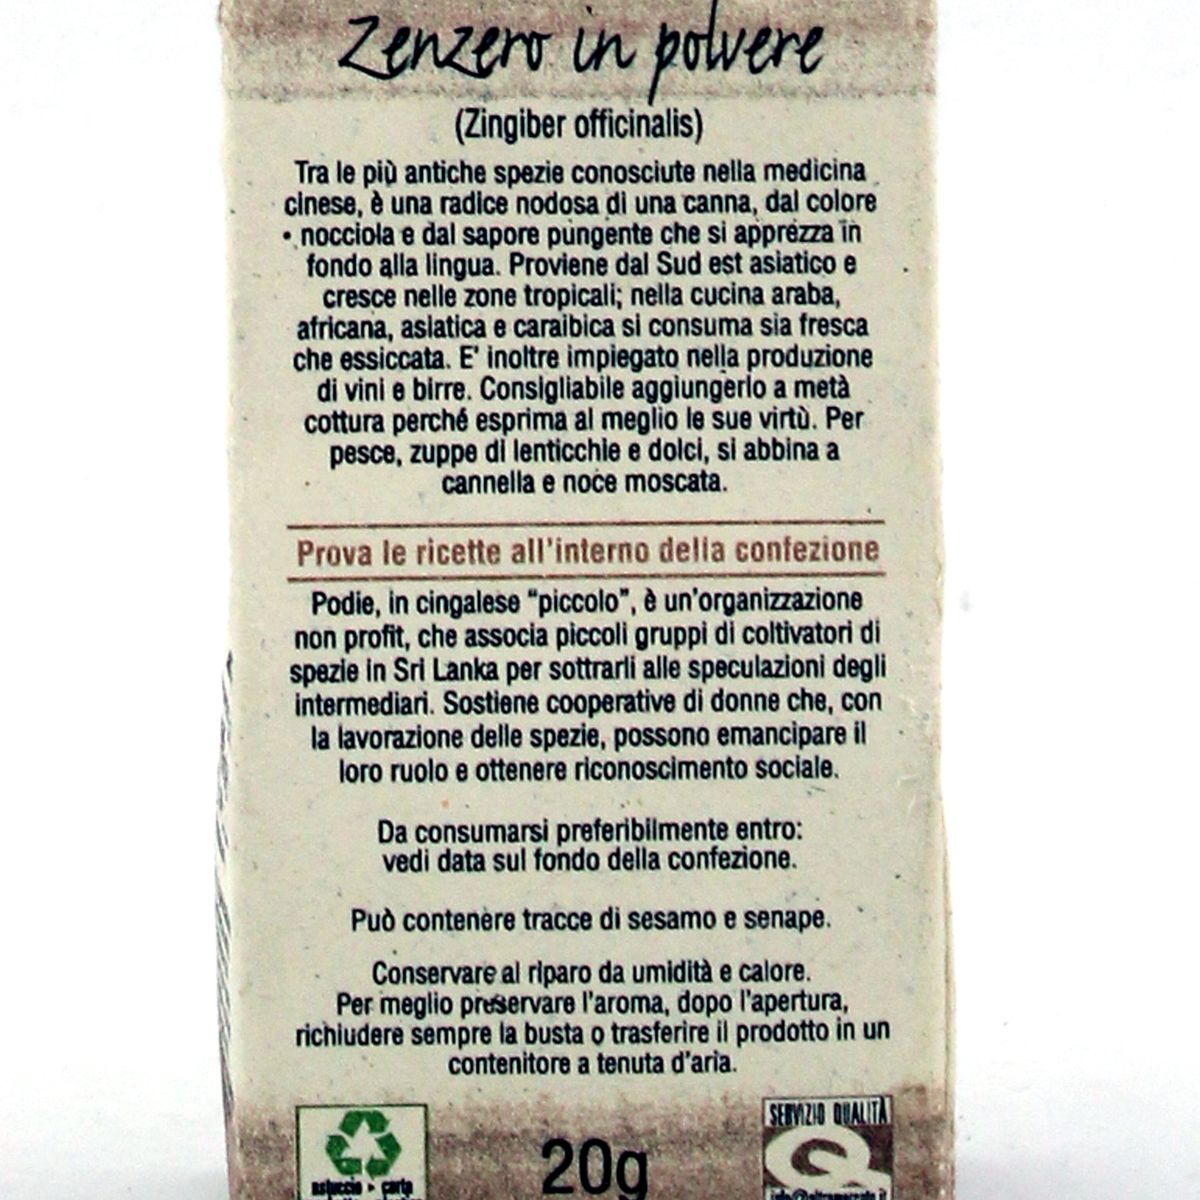 Zenzero in polvere
(Zingiber officinalis)
Tra le più antiche spezie conosciute nella medicina
cinese, è una radice nodosa di una canna, dal colore
nocciola e dal sapore pungente che si apprezza in
fondo alla lingua. Proviene dal Sud est asiatico e
cresce nelle zone tropicali; nella cucina araba,
africana, asiatica e caraibica si consuma sia fresca
che essiccata. E' inoltre impiegato nella produzione
di vini e birre. Consigliabile aggiungerlo a metà
cottura perché esprima al meglio le sue virtù. Per
pesce, zuppe di lenticchie e dolci, si abbina a
cannella e noce moscata.
Prova le ricette all'interno della confezione
Podie, in cingalese "piccolo", è un'organizzazione
non profit, che associa piccoli gruppi di coltivatori di
spezie in Sri Lanka per sottrarli alle speculazioni degli
intermediari. Sostiene cooperative di donne che, con
la lavorazione delle spezie, possono emancipare il
loro ruolo e ottenere riconoscimento sociale.
Da consumarsi preferibilmente entro:
vedi data sul fondo della confezione.
Può contenere tracce di sesamo e senape.
Conservare al riparo da umidità e calore.
Per meglio preservare l'aroma, dopo l'apertura,
richiudere sempre la busta o trasferire il prodotto in un
contenitore a tenuta d'aria.
SERVIZIO QUALITÀ
Q
20g
astuccio > carta